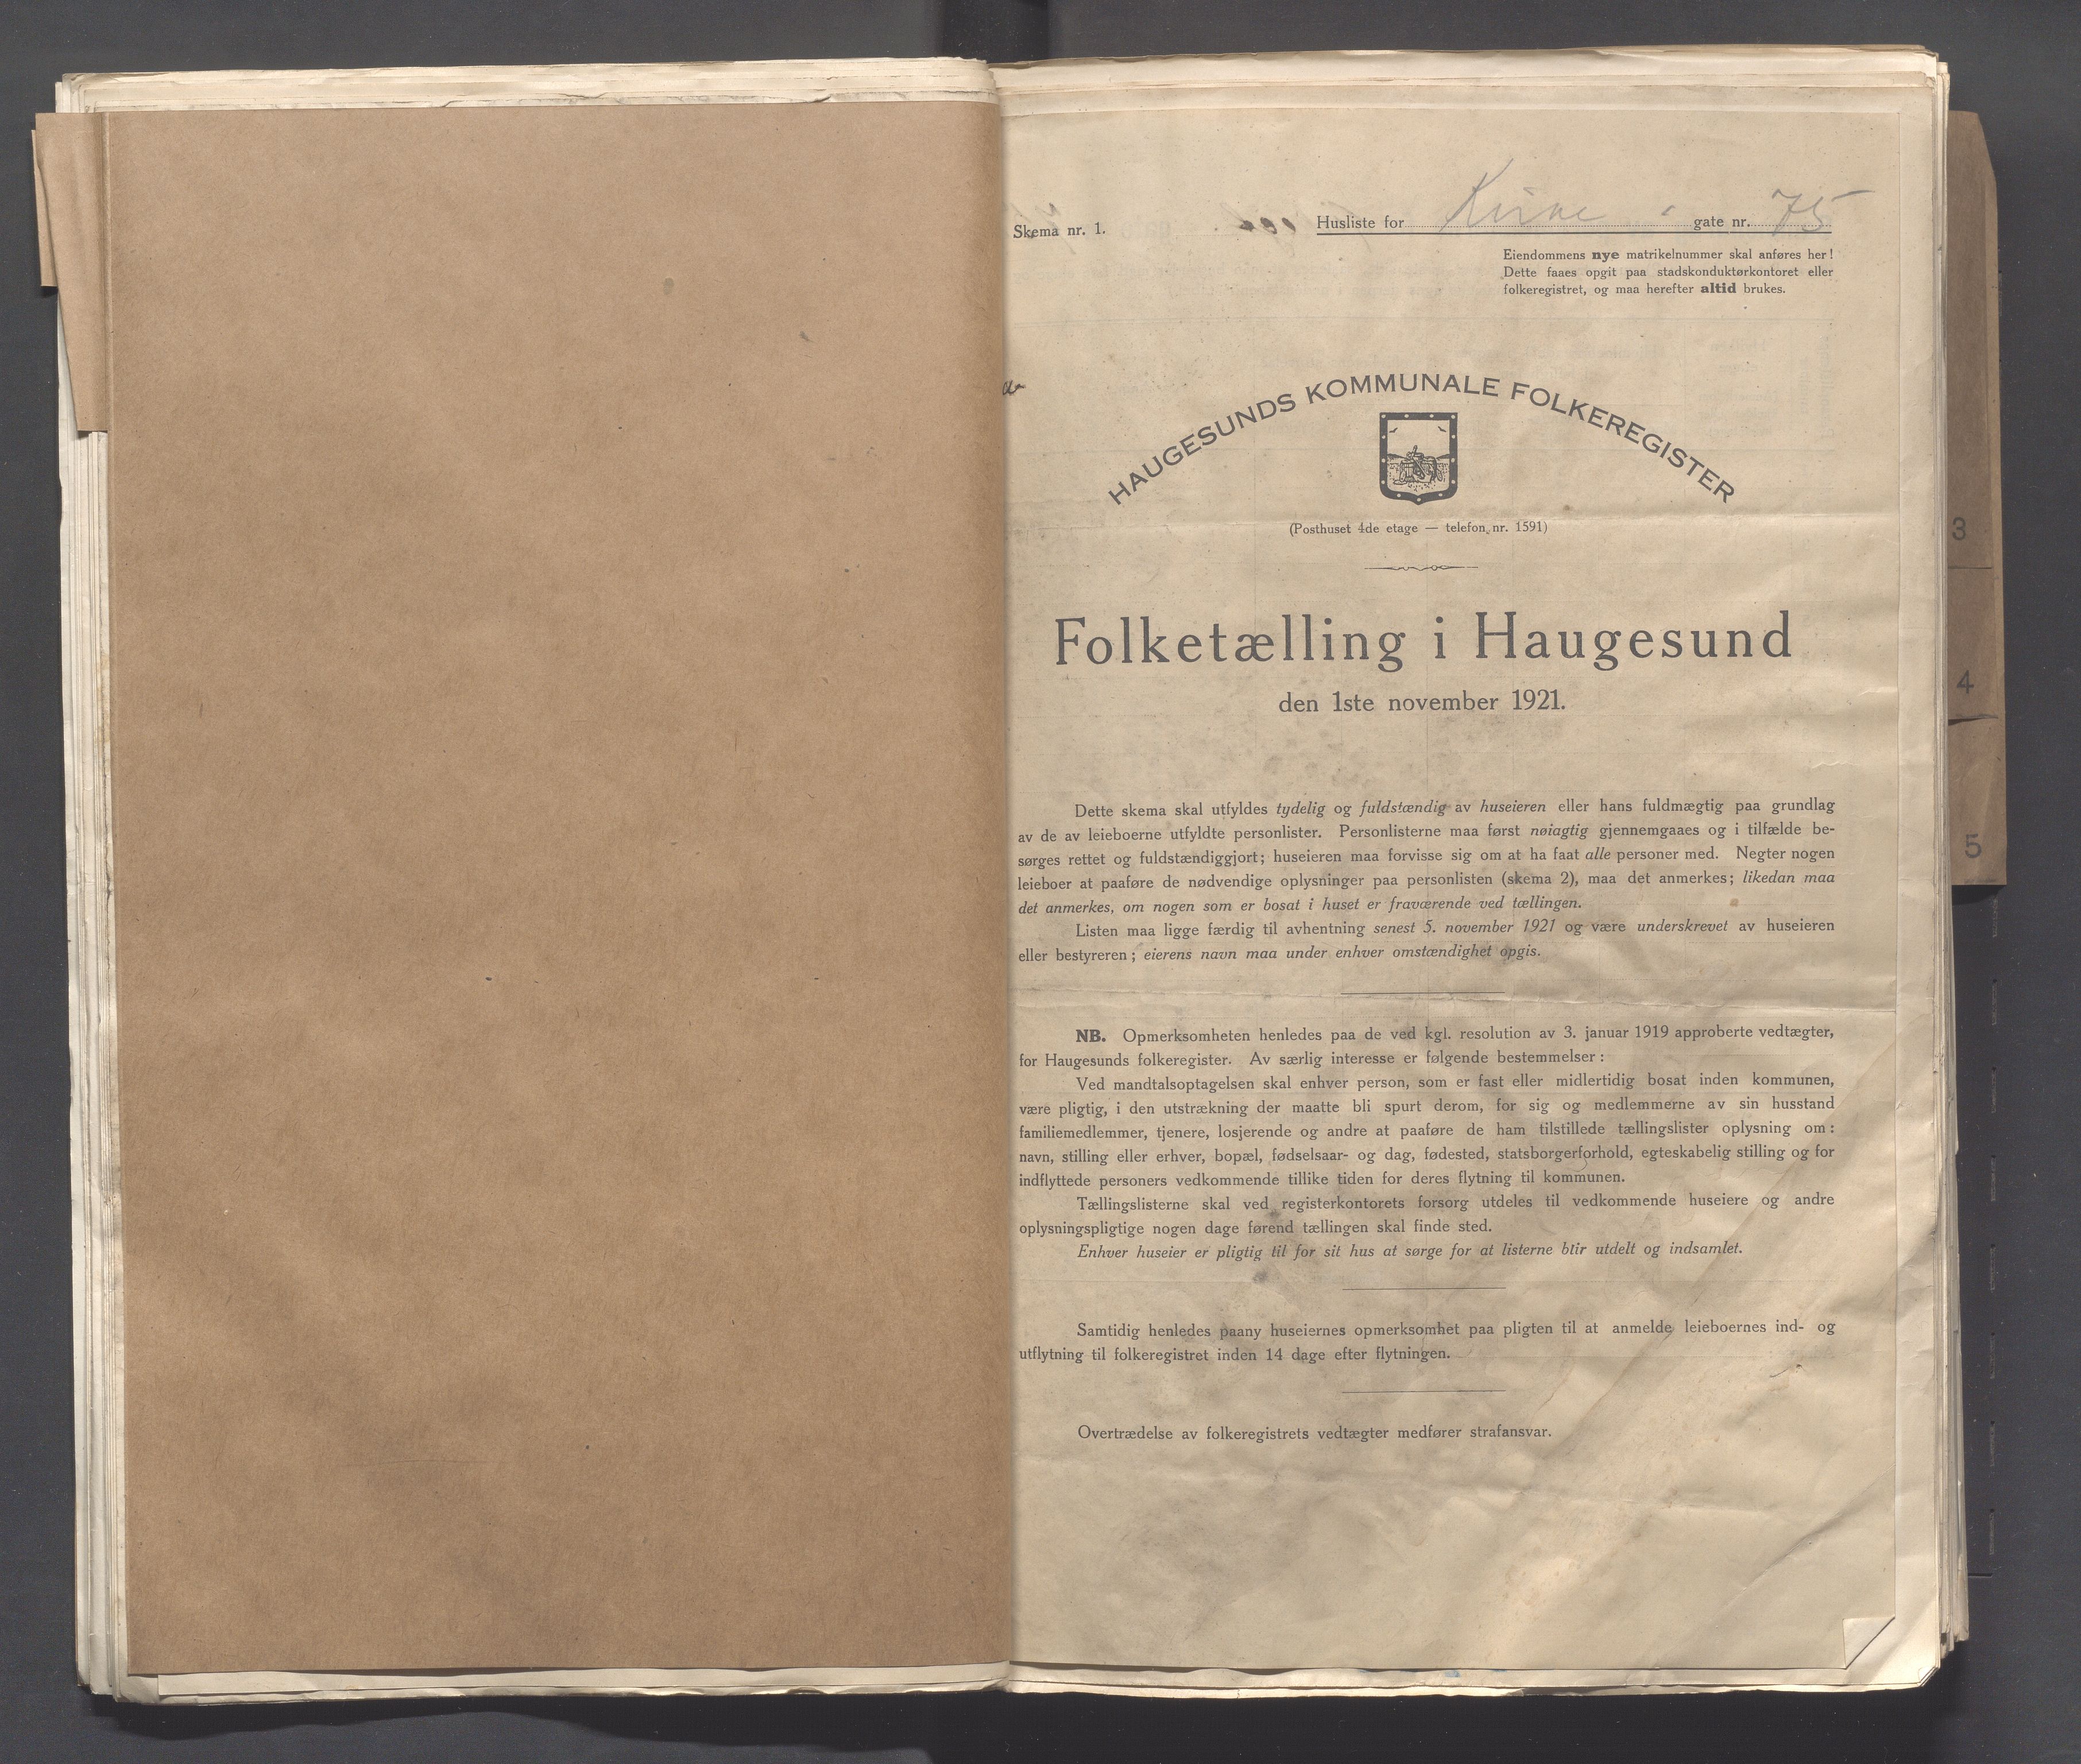 Skema nr. 1.
Husliste for Kirke gate nr. 75
Eiendommens nye matrikelnummer skal anføres her!
Dette faaes opgit paa stadskonduktørkontoret eller
folkeregistret, og maa herefter altid brukes.
HAUGESUNDS KOMMUNALE FOLKEREGISTER
(Posthuset 4de etage — telefon nr. 1591)
Folketælling i Haugesund
den 1ste november 1921.
Dette skema skal utfyldes tydelig og fuldstændig av huseieren eller hans fuldmægtig paa grundlag
av de av leieboerne utfyldte personlister. Personlisterne maa først nøiagtig gjennemgaaes og i tilfælde be-
sørges rettet og fuldstændiggjort; huseieren maa forvisse sig om at ha faat alle personer med. Negter nogen
leieboer at paaføre de nødvendige oplysninger paa personlisten (skema 2), maa det anmerkes; likedan maa
det anmerkes, om nogen som er bosat i huset er fraværende ved tællingen.
Listen maa ligge færdig til avhentning senest 5. november 1921 og være underskrevet av huseieren
eller bestyreren; eierens navn maa under enhver omstændighet opgis.
NB. Opmerksomheten henledes paa de ved kgl. resolution av 3. januar 1919 approberte vedtægter,
for Haugesunds folkeregister. Av særlig interesse er følgende bestemmelser:
Ved mandtalsoptagelsen skal enhver person, som er fast eller midlertidig bosat inden kommunen,
være pligtig, i den utstrækning der maatte bli spurt derom, for sig og medlemmerne av sin husstand
familiemedlemmer, tjenere, losjerende og andre at paaføre de ham tilstillede tællingslister oplysning om:
navn, stilling eller erhver, bopæl, fødselsaar- og dag, fødested, statsborgerforhold, egteskabelig stilling og for
indflyttede personers vedkommende tillike tiden for deres flytning til kommunen.
Tællingslisterne skal ved registerkontorets forsorg utdeles til vedkommende huseiere og andre
oplysningspligtige nogen dage førend tællingen skal finde sted.
Enhver huseier er pligtig til for sit hus at sørge for at listerne blir utdelt og indsamlet.
Samtidig henledes paany huseiernes opmerksomhet paa pligten til at anmelde leieboernes ind- og
utflytning til folkeregistret inden 14 dage efter flytningen.
Overtrædelse av folkeregistrets vedtægter medfører strafansvar.
3
4
5